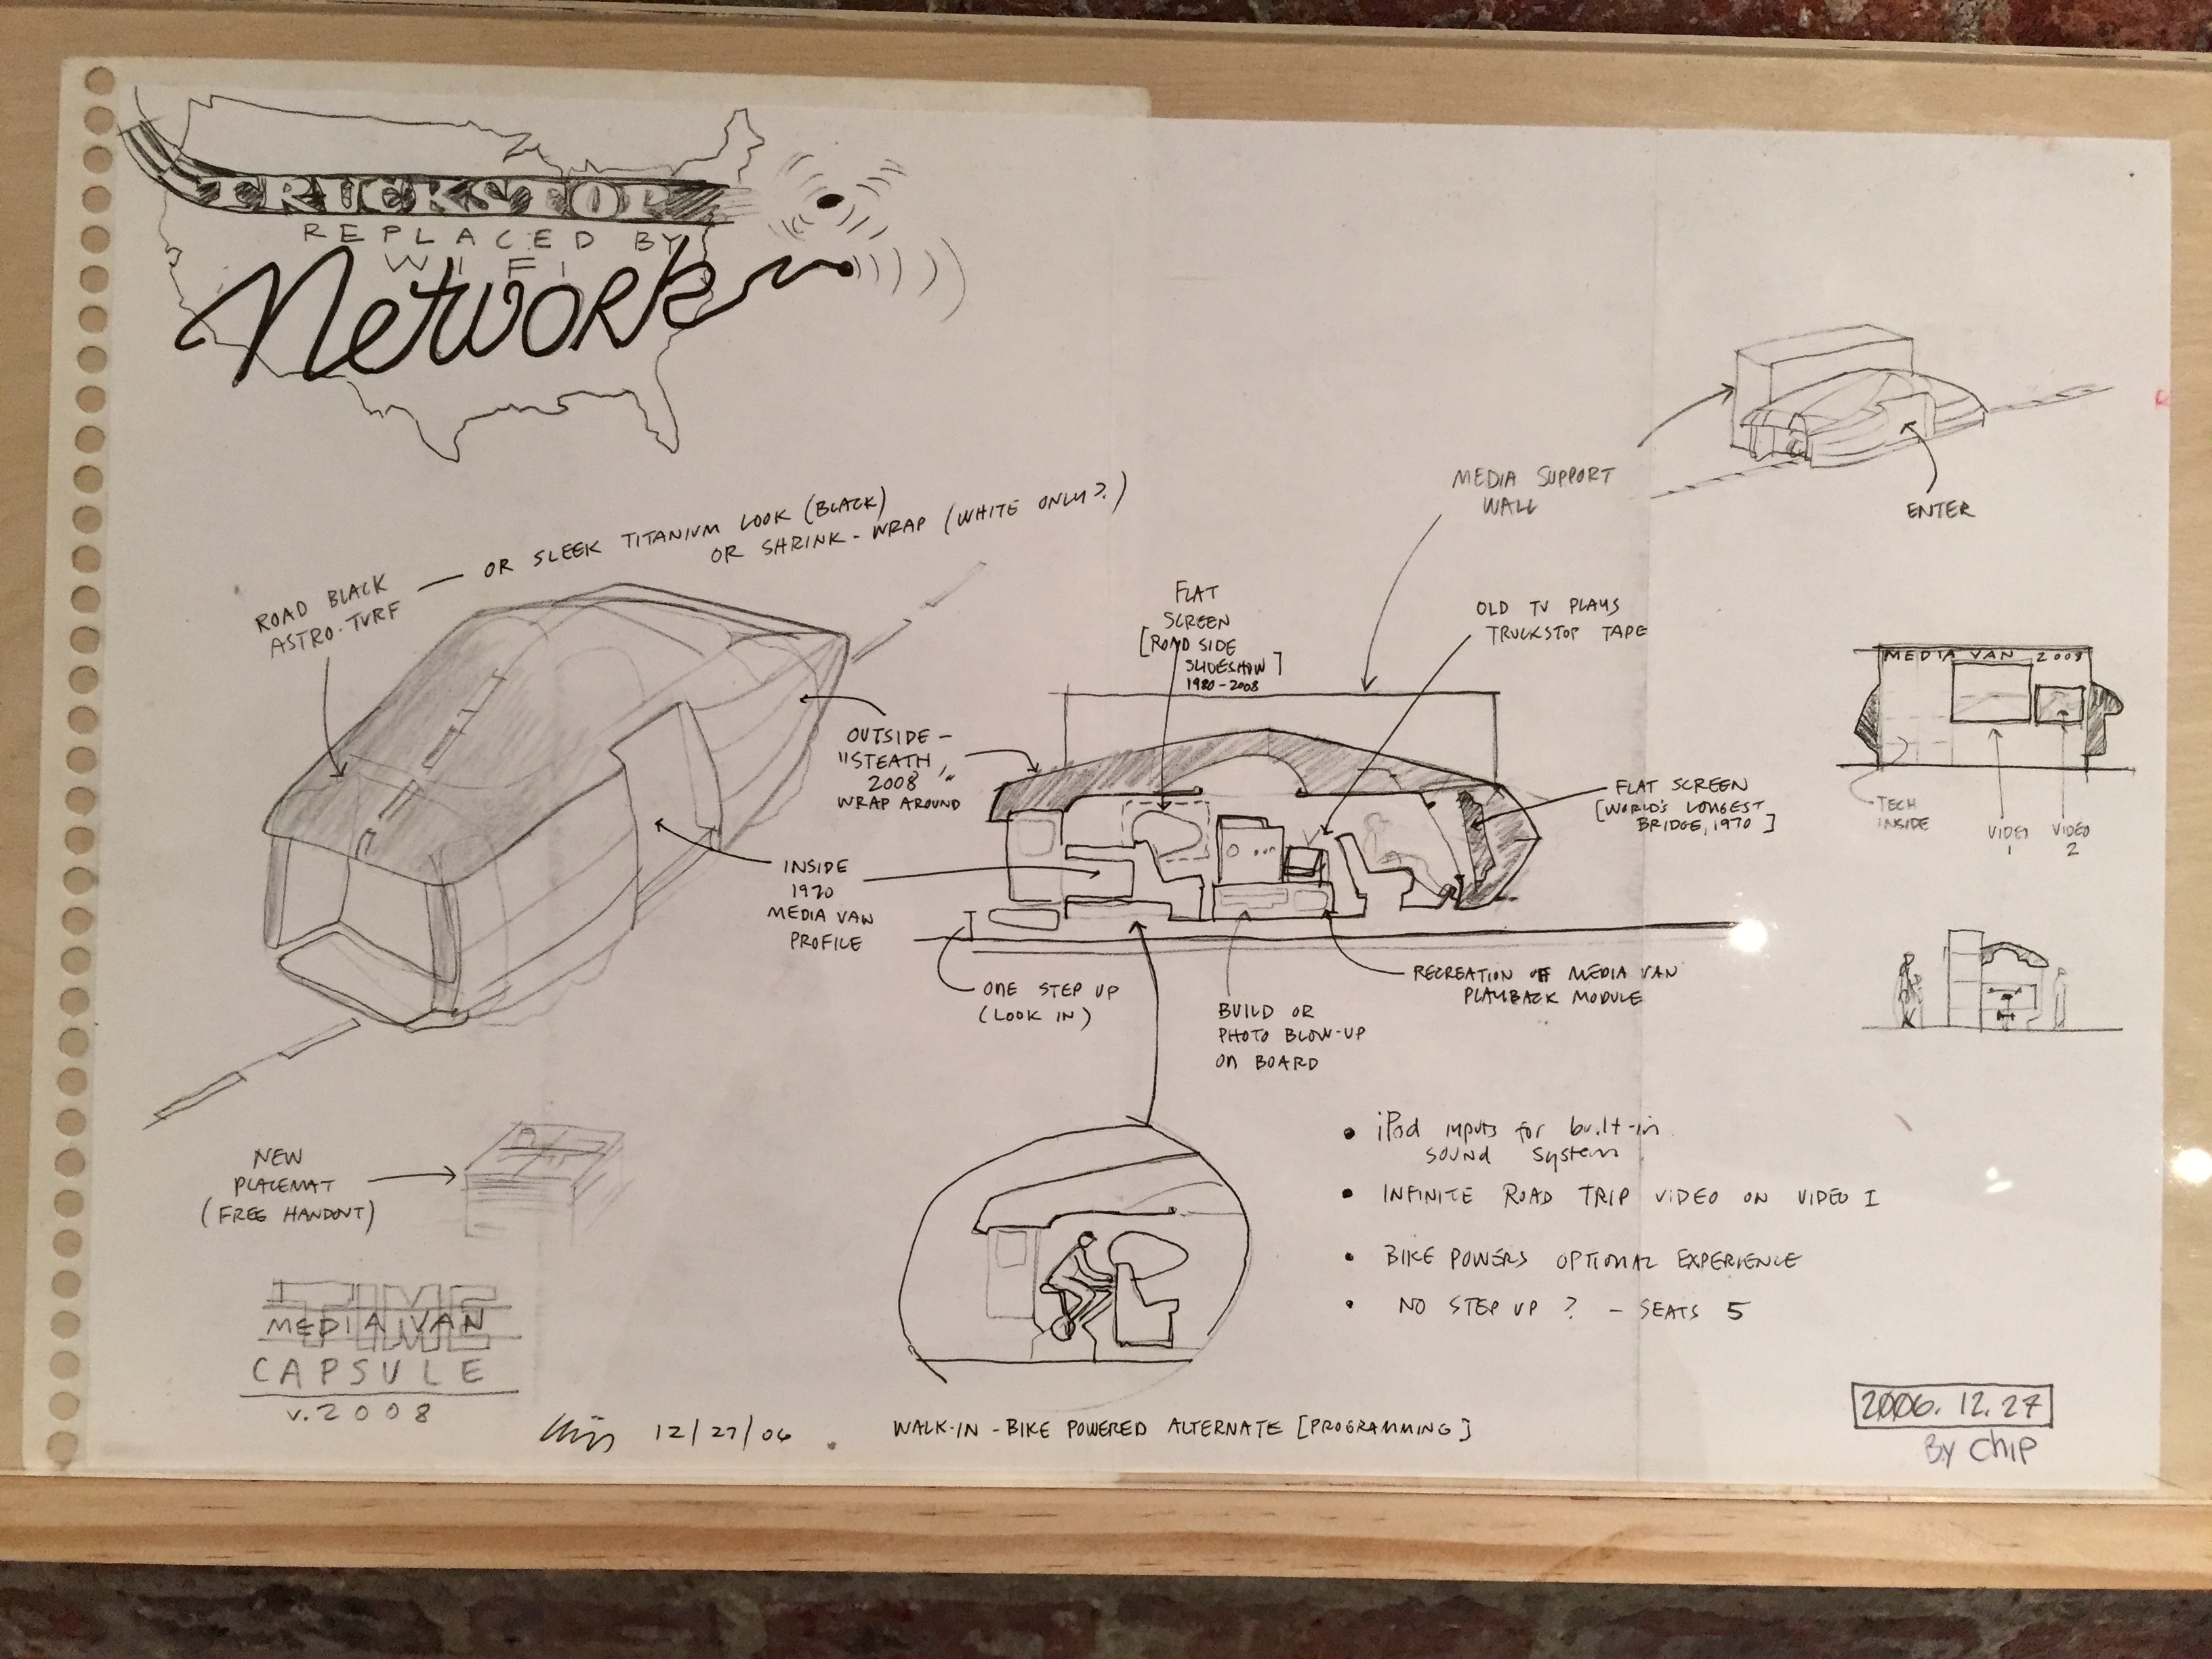 TRUCKSTOP
REPLACED BY
WIFI
Network
ROAD BLACK
ASTRO-TURF
OR SLEEK TITANIUM LOOK (BLACK)
OR SHRINK-WRAP (WHITE ONLY?)
OUTSIDE -
"STEATH,"
2008
WRAP AROUND
INSIDE
1970
MEDIA VAN
PROFILE
FLAT
SCREEN
[ROAD SIDE
SLIDESHOW]
1980-2008
MEDIA SUPPORT
WALL
OLD TV PLAYS
TRUCKSTOP TAPE
FLAT SCREEN
[WORLD'S LONGEST
BRIDGE, 1970]
ENTER
MEDIA VAN 2008
TECH
INSIDE
VIDEO
1
VIDEO
2
ONE STEP UP
(LOOK IN)
BUILD OR
PHOTO BLOW-UP
ON BOARD
RECREATION OF MEDIA VAN
PLAYBACK MODULE
NEW
PLACEMAT
(FREE HANDOUT)
TIME
MEDIA VAN
CAPSULE
v.2008
• iPod inputs for built-in
sound system
• INFINITE ROAD TRIP VIDEO ON VIDEO I
• BIKE POWERS OPTIONAL EXPERIENCE
• NO STEP UP? - SEATS 5
12/27/06
WALK-IN - BIKE POWERED ALTERNATE [PROGRAMMING]
2006.12.27
By Chip